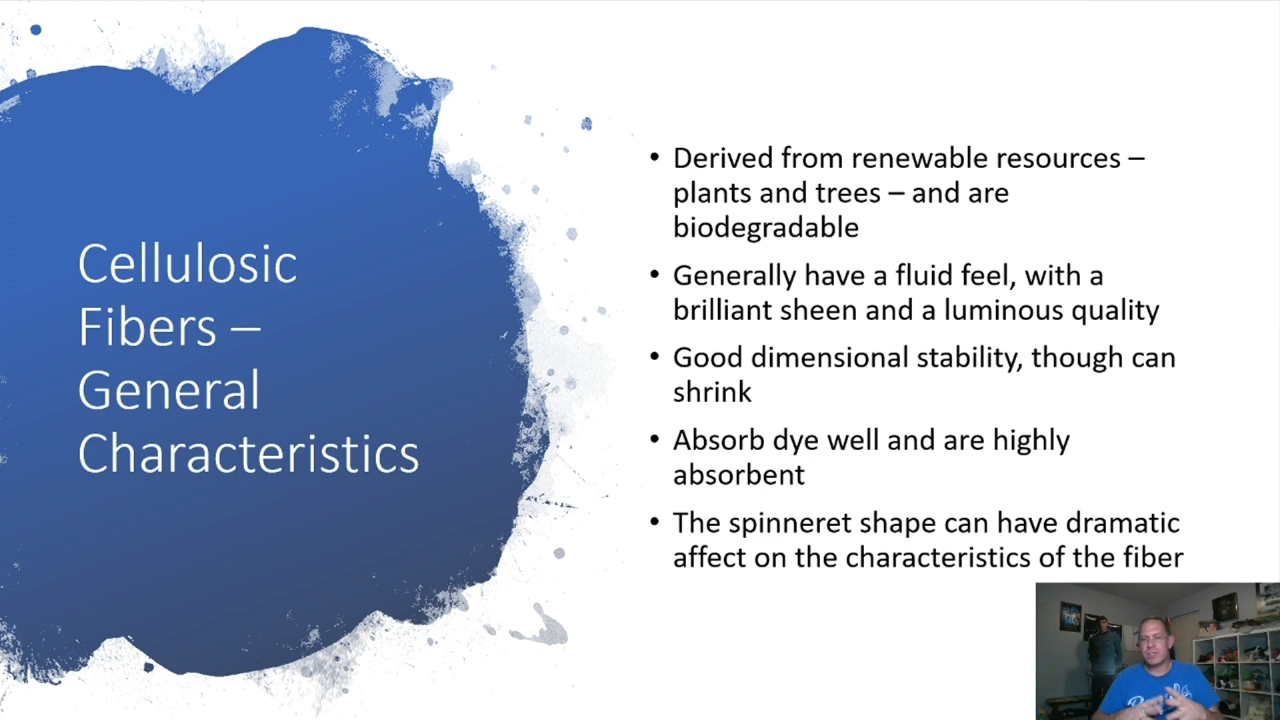 Cellulosic
Fibers –
General
Characteristics
• Derived from renewable resources –
plants and trees – and are
biodegradable
• Generally have a fluid feel, with a
brilliant sheen and a luminous quality
• Good dimensional stability, though can
shrink
• Absorb dye well and are highly
absorbent
• The spinneret shape can have dramatic
affect on the characteristics of the fiber